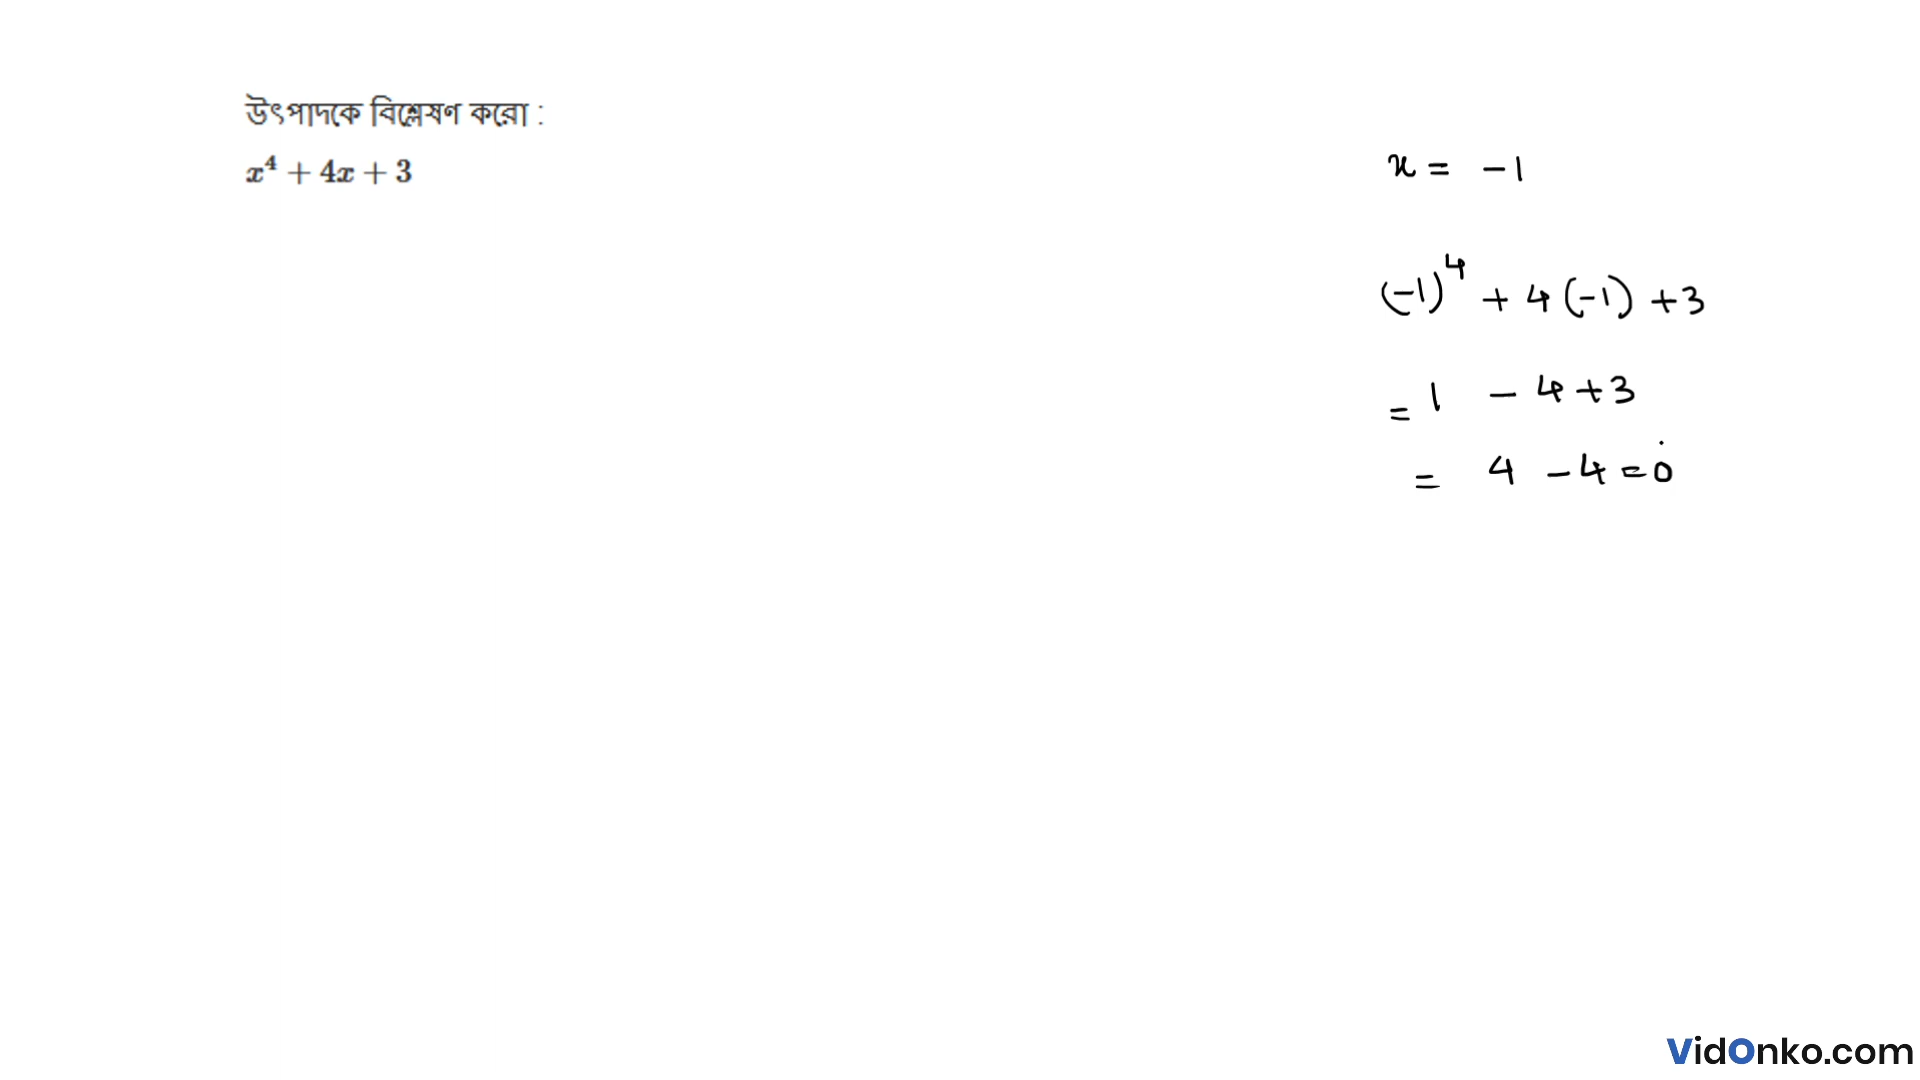 উৎপাদকে বিশ্লেষণ করো :
x⁴ + 4x + 3
x = -1
(-1)⁴ + 4(-1) + 3
= 1 - 4 + 3
= 4 - 4 = 0
VidOnko.com